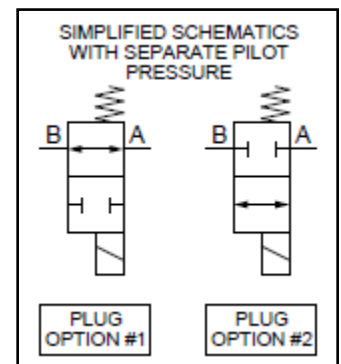 SIMPLIFIED SCHEMATICS
WITH SEPARATE PILOT
PRESSURE
B A B A
PLUG PLUG
OPTION #1 OPTION #2